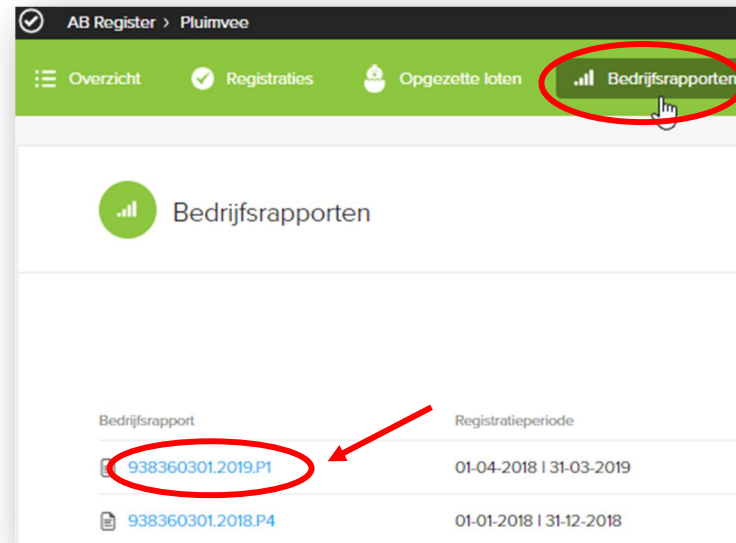 AB Register > Pluimvee
Overzicht Registraties Opgezette loten Bedrijfsrapporten
Bedrijfsrapporten
Bedrijfsrapport Registratieperiode
938360301.2019.P1 01-04-2018 | 31-03-2019
938360301.2018.P4 01-01-2018 | 31-12-2018